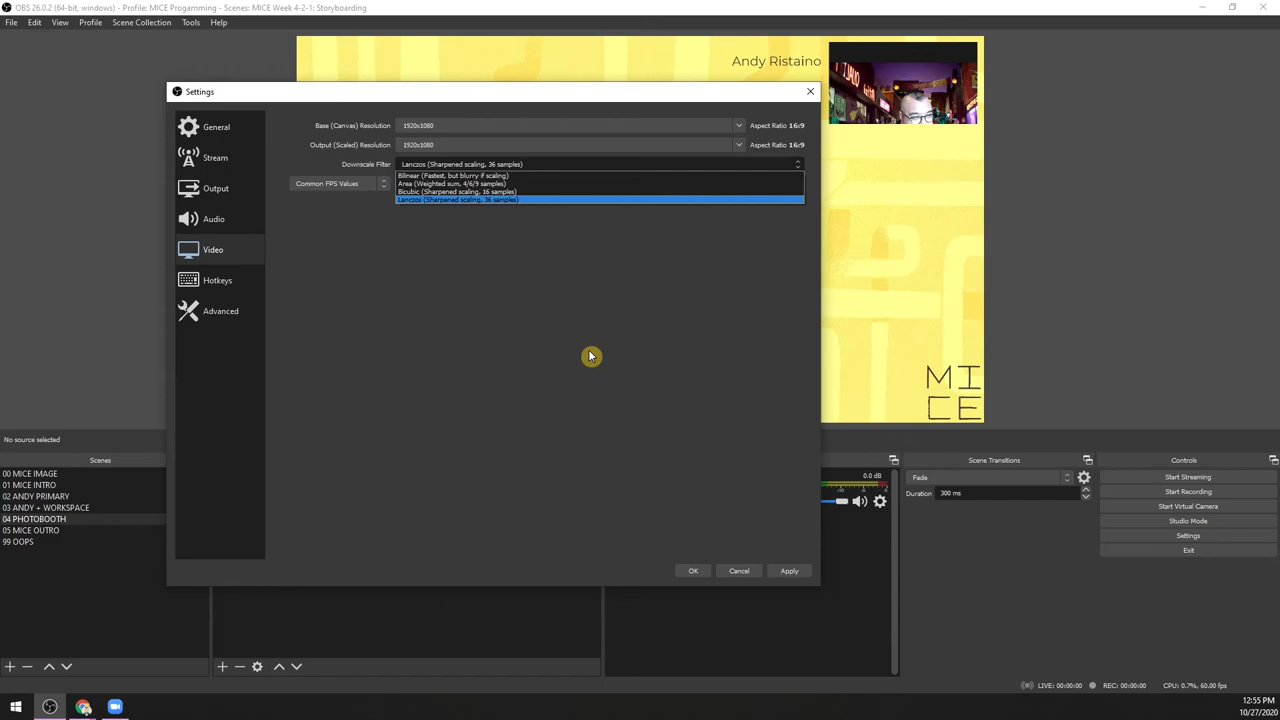 OBS 26.0.2 (64-bit, windows) - Profile: MICE Progamming - Scenes: MICE Week 4-2-1: Storyboarding
File Edit View Profile Scene Collection Tools Help
Andy Ristaino
Settings
General
Stream
Output
Audio
Video
Hotkeys
Advanced
Base (Canvas) Resolution 1920x1080 Aspect Ratio 16:9
Output (Scaled) Resolution 1920x1080 Aspect Ratio 16:9
Downscale Filter Lanczos (Sharpened scaling, 36 samples)
Common FPS Values
Bilinear (Fastest, but blurry if scaling)
Area (Weighted sum, 4/6/9 samples)
Bicubic (Sharpened scaling, 16 samples)
Lanczos (Sharpened scaling, 36 samples)
OK Cancel Apply
MI
CE
No source selected
Scenes
00 MICE IMAGE
01 MICE INTRO
02 ANDY PRIMARY
03 ANDY + WORKSPACE
04 PHOTOBOOTH
05 MICE OUTRO
99 OOPS
0.0 dB
Scene Transitions
Fade
Duration 300 ms
Controls
Start Streaming
Start Recording
Start Virtual Camera
Studio Mode
Settings
Exit
LIVE: 00:00:00 REC: 00:00:00 CPU: 0.7%, 60.00 fps
12:55 PM
10/27/2020